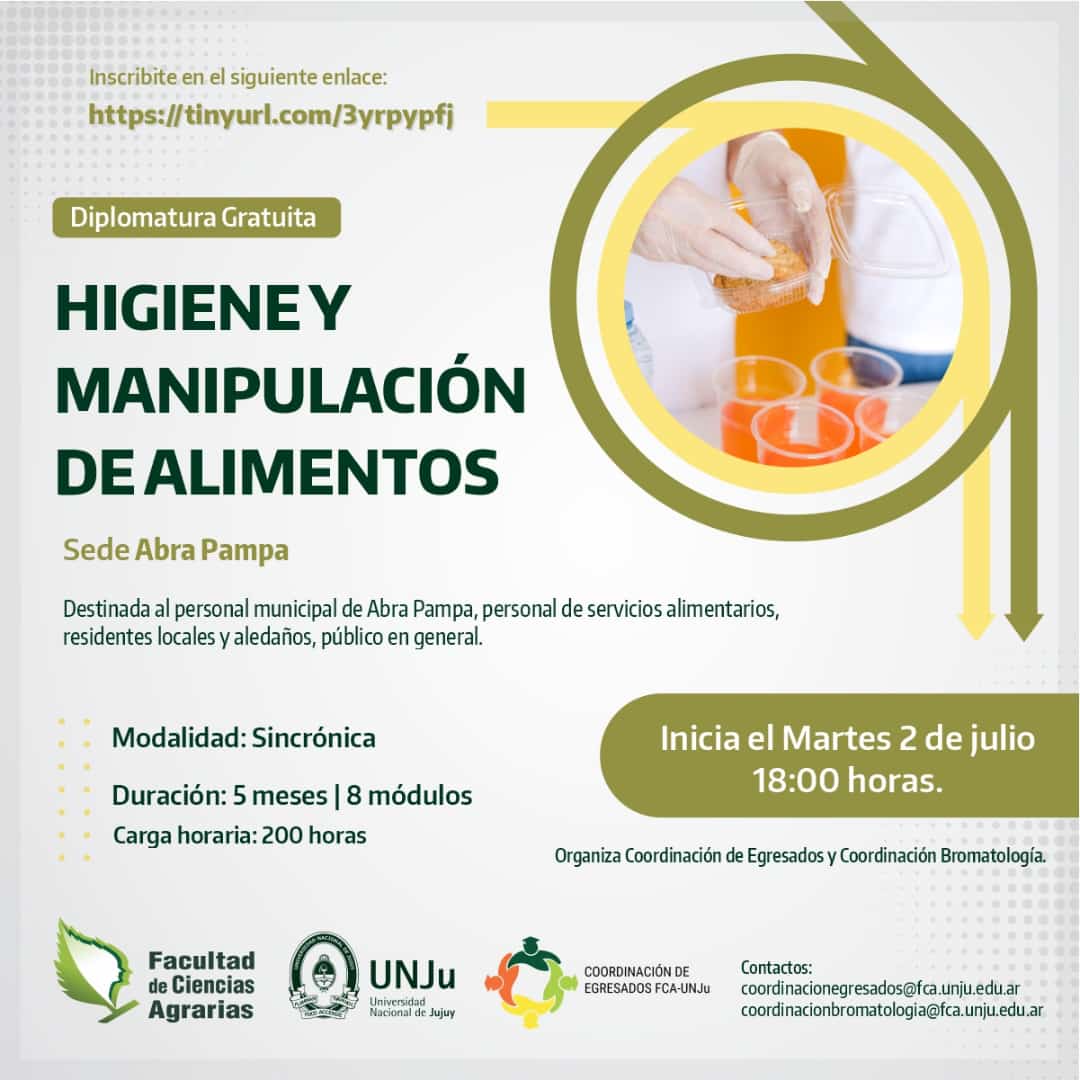 Inscribite en el siguiente enlace:
https://tinyurl.com/3yrpypfj
Diplomatura Gratuita
HIGIENE Y
MANIPULACIÓN
DE ALIMENTOS
Sede Abra Pampa
Destinada al personal municipal de Abra Pampa, personal de servicios alimentarios,
residentes locales y aledaños, público en general.
Modalidad: Sincrónica
Duración: 5 meses | 8 módulos
Carga horaria: 200 horas
Inicia el Martes 2 de julio
18:00 horas.
Organiza Coordinación de Egresados y Coordinación Bromatología.
Facultad
de Ciencias
Agrarias
UNJu
Universidad
Nacional de Jujuy
COORDINACIÓN DE
EGRESADOS FCA-UNJu
Contactos:
coordinacionegresados@fca.unju.edu.ar
coordinacionbromatologia@fca.unju.edu.ar